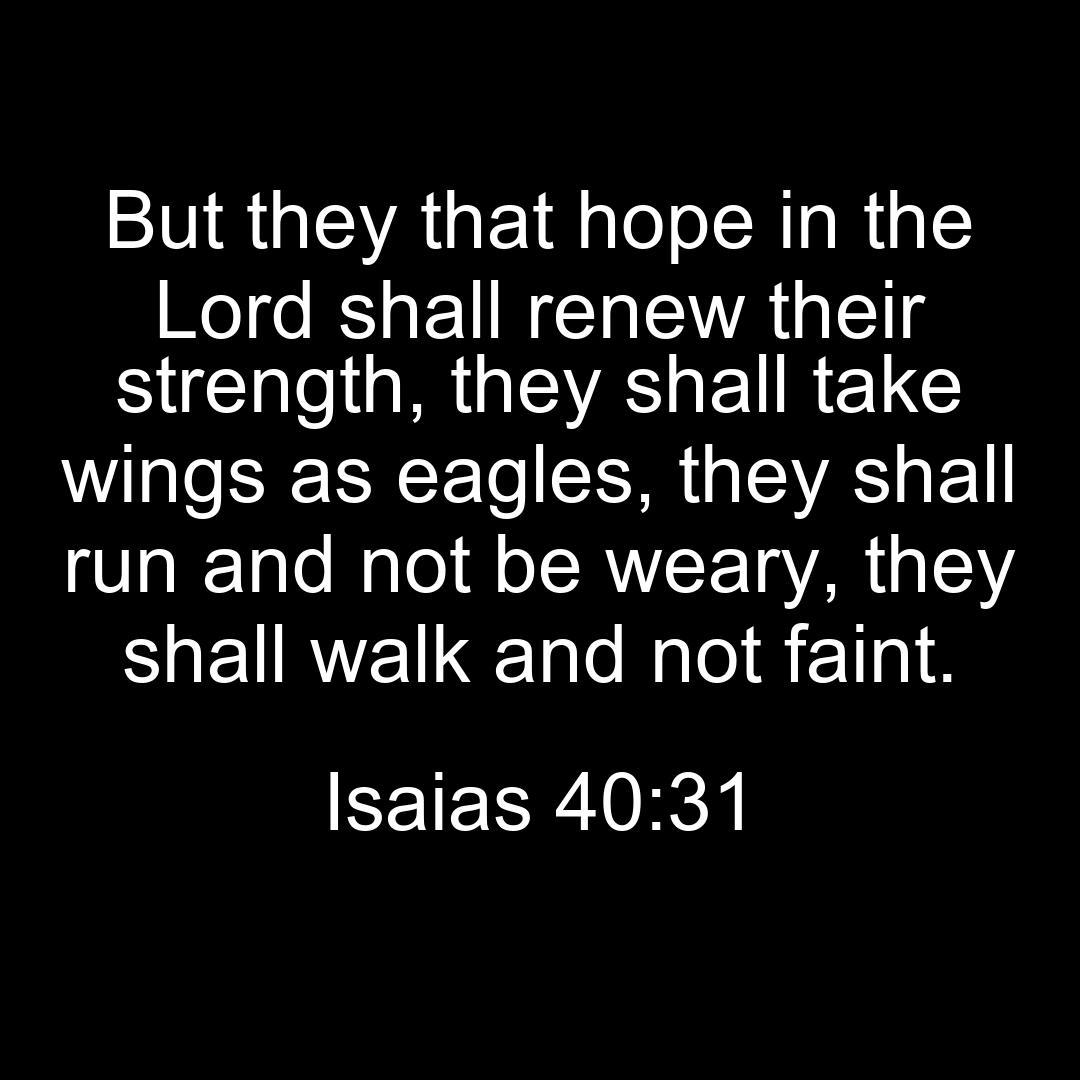 But they that hope in the
Lord shall renew their
strength, they shall take
wings as eagles, they shall
run and not be weary, they
shall walk and not faint.
Isaias 40:31